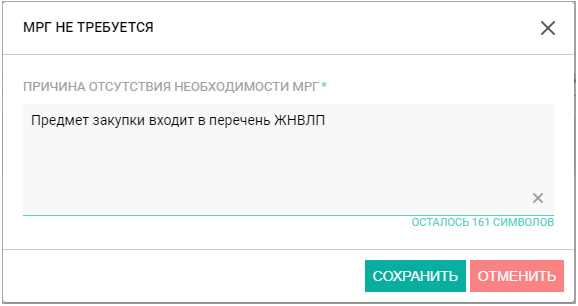 МРГ НЕ ТРЕБУЕТСЯ
ПРИЧИНА ОТСУТСТВИЯ НЕОБХОДИМОСТИ МРГ *
Предмет закупки входит в перечень ЖНВЛП
ОСТАЛОСЬ 161 СИМВОЛОВ
СОХРАНИТЬ ОТМЕНИТЬ